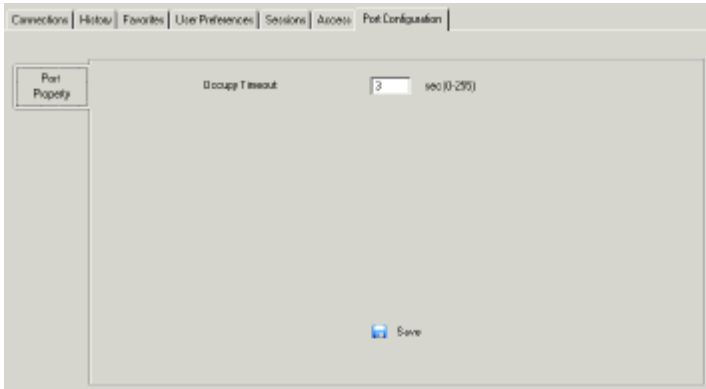 Connections History Favorites User Preferences Sessions Access Port Configuration
Port
Property
Occupy Timeout 3 sec (0-255)
Save